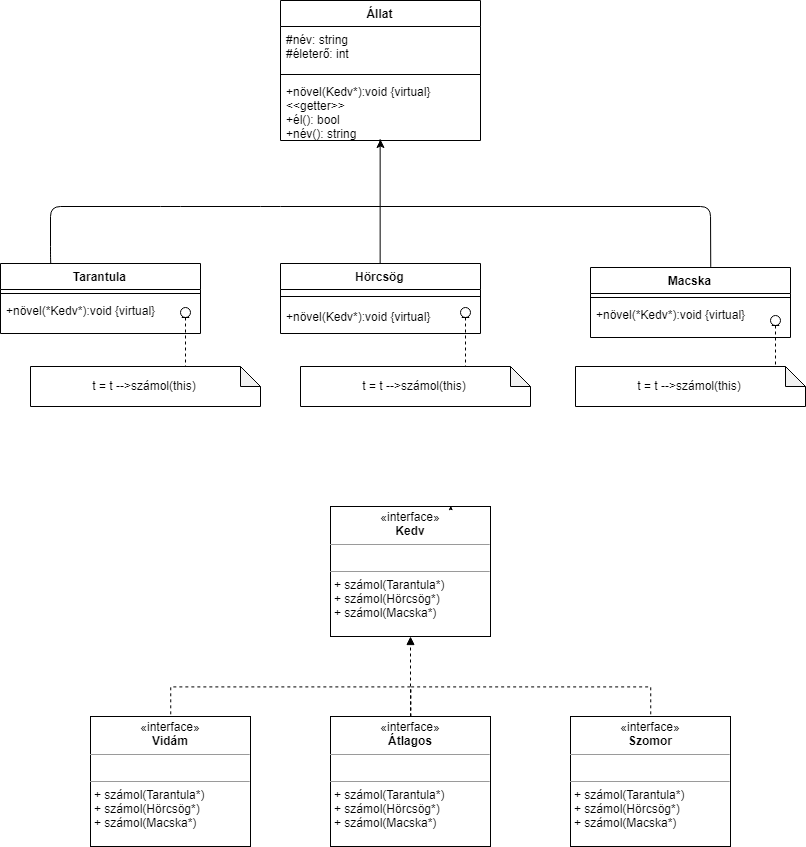 Állat
#név: string
#életerő: int
+növel(Kedv*):void {virtual}
<<getter>>
+él(): bool
+név(): string
Tarantula
+növel(*Kedv*):void {virtual}
t = t -->számol(this)
Hörcsög
+növel(Kedv*):void {virtual}
t = t -->számol(this)
Macska
+növel(*Kedv*):void {virtual}
t = t -->számol(this)
«interface»
Kedv
+ számol(Tarantula*)
+ számol(Hörcsög*)
+ számol(Macska*)
«interface»
Vidám
+ számol(Tarantula*)
+ számol(Hörcsög*)
+ számol(Macska*)
«interface»
Átlagos
+ számol(Tarantula*)
+ számol(Hörcsög*)
+ számol(Macska*)
«interface»
Szomor
+ számol(Tarantula*)
+ számol(Hörcsög*)
+ számol(Macska*)